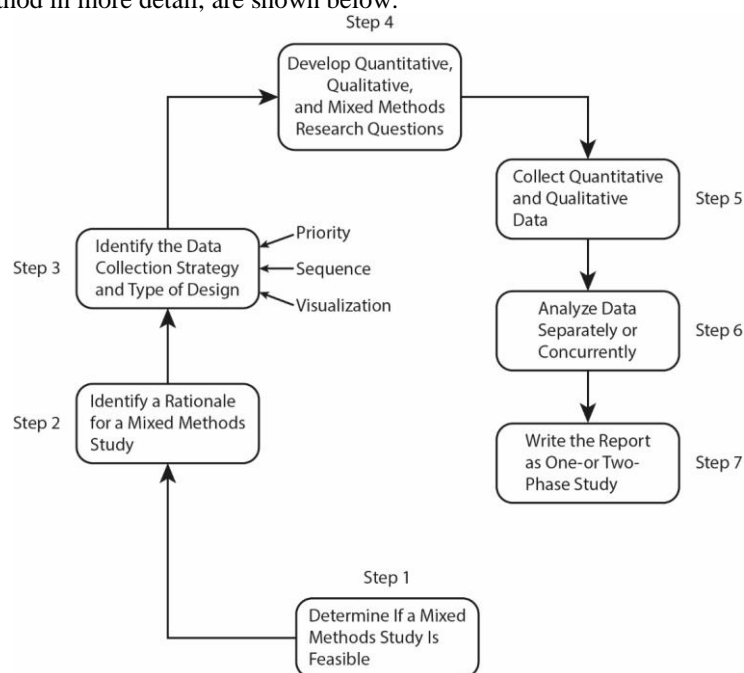 thod in more detail, are shown below.
Step 4
Develop Quantitative,
Qualitative,
and Mixed Methods
Research Questions
Collect Quantitative
and Qualitative
Data
Step 5
Priority
Sequence
Visualization
Step 3
Identify the Data
Collection Strategy
and Type of Design
Analyze Data
Separately or
Concurrently
Step 6
Step 2
Identify a Rationale
for a Mixed Methods
Study
Write the Report
as One-or Two-
Phase Study
Step 7
Step 1
Determine If a Mixed
Methods Study Is
Feasible